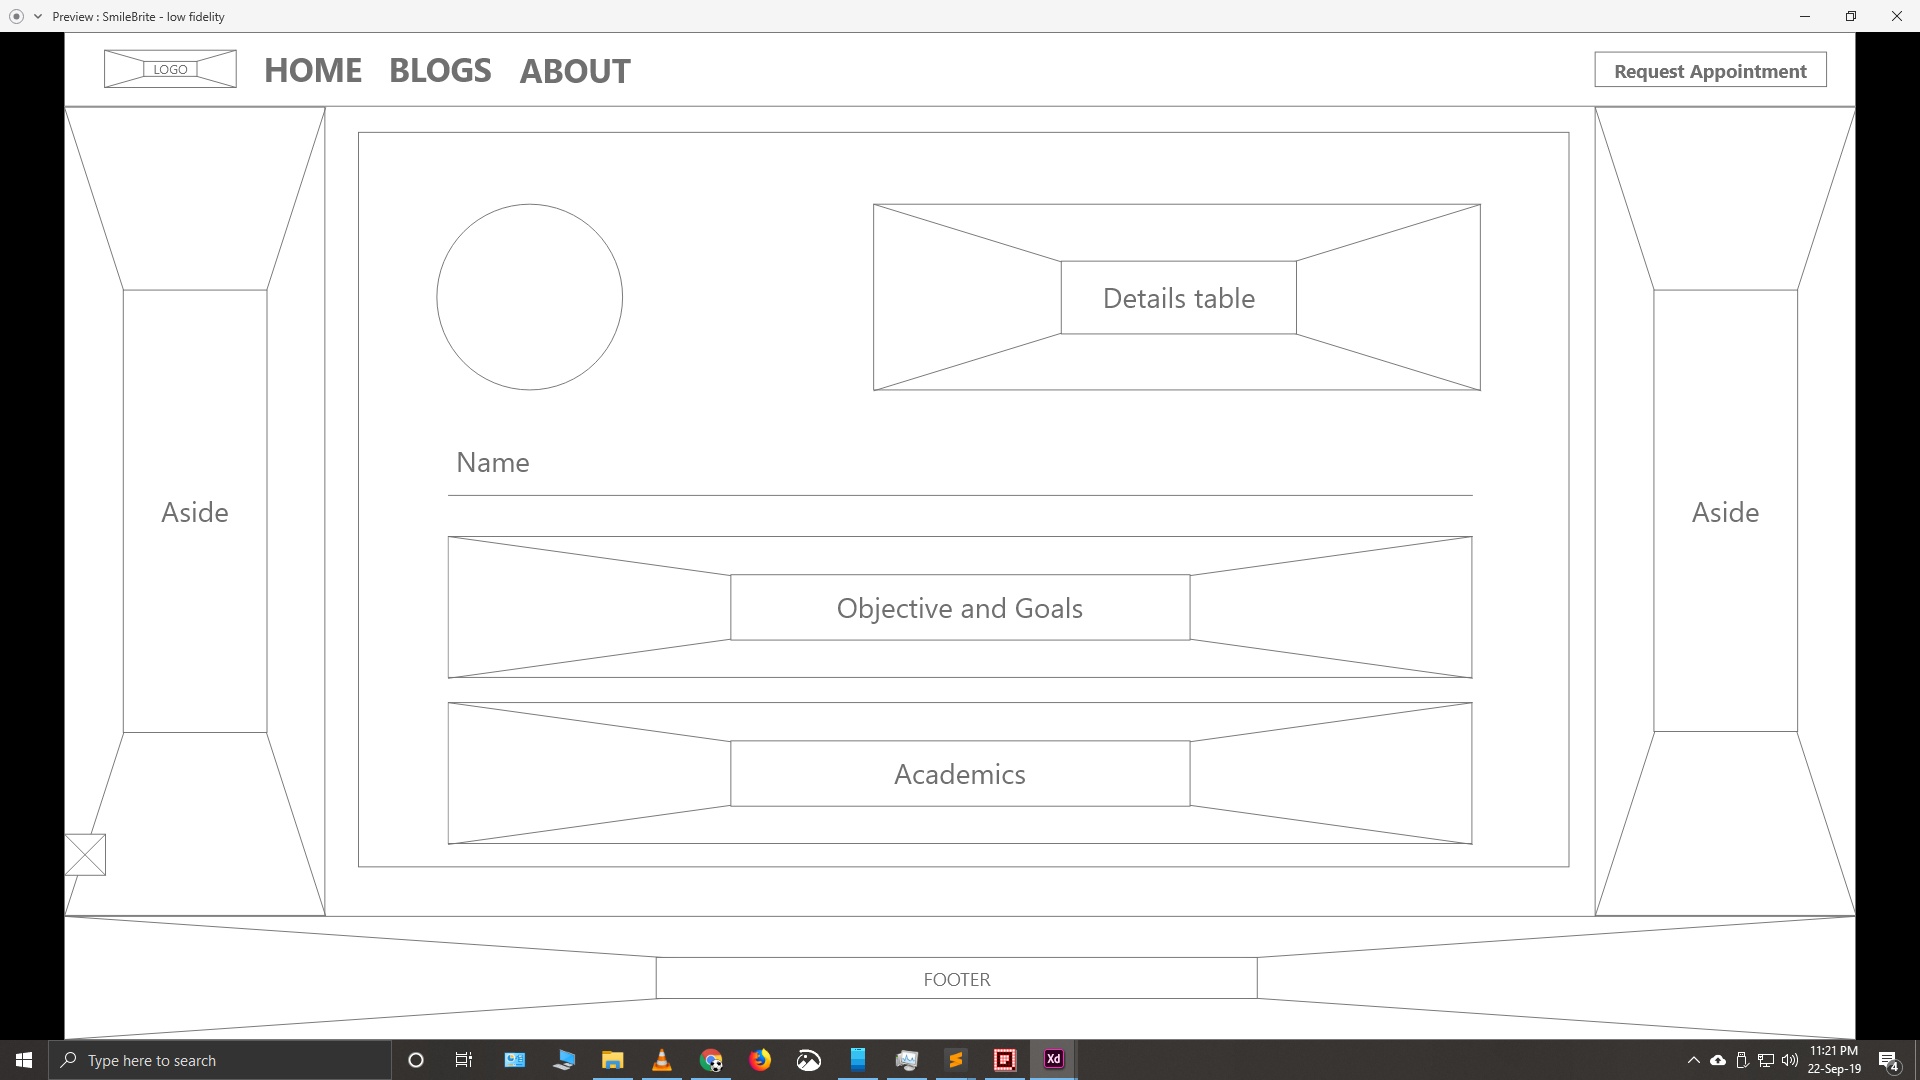 Preview : SmileBrite - low fidelity
LOGO HOME BLOGS ABOUT Request Appointment
Details table
Name
Aside
Aside
Objective and Goals
Academics
FOOTER
Type here to search
Xd
11:21 PM
22-Sep-19
4